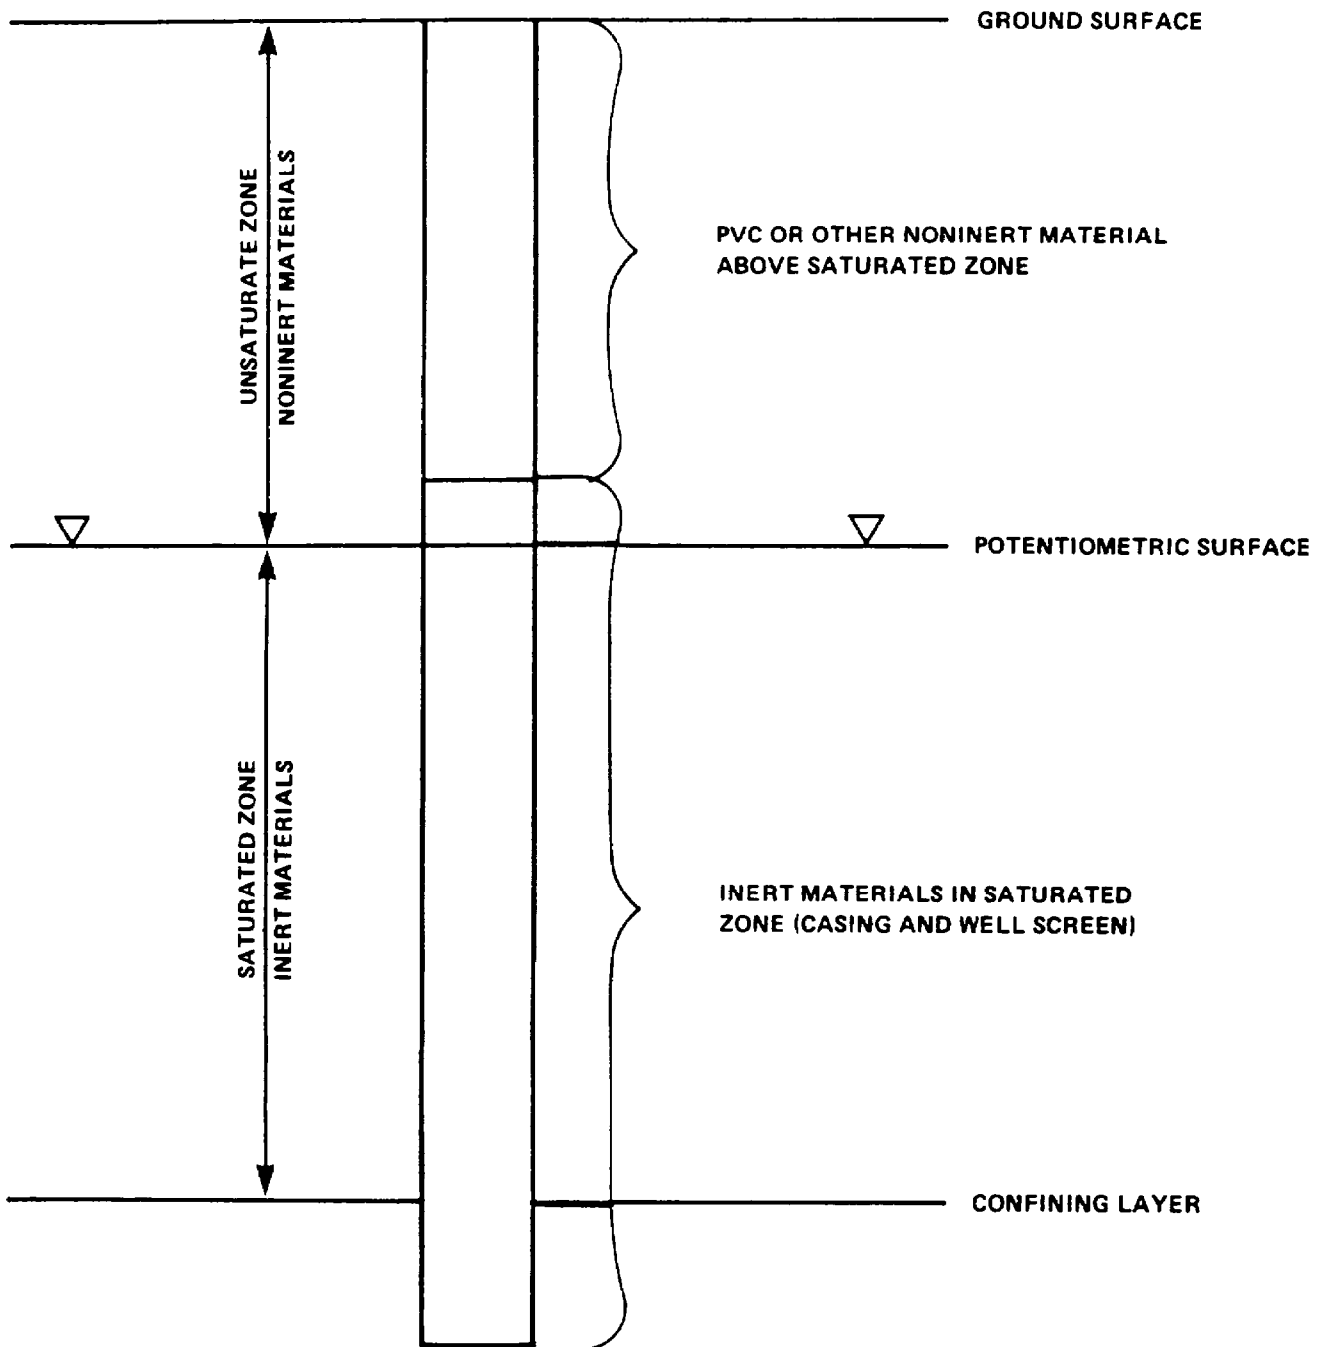 GROUND SURFACE
UNSATURATE ZONE
NONINERT MATERIALS
PVC OR OTHER NONINERT MATERIAL
ABOVE SATURATED ZONE
POTENTIOMETRIC SURFACE
SATURATED ZONE
INERT MATERIALS
INERT MATERIALS IN SATURATED
ZONE (CASING AND WELL SCREEN)
CONFINING LAYER